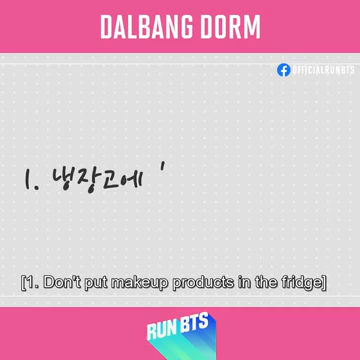 DALBANG DORM
OFFICIALRUNBTS
1. 냉장고에 '
[1. Don't put makeup products in the fridge]
RUN BTS